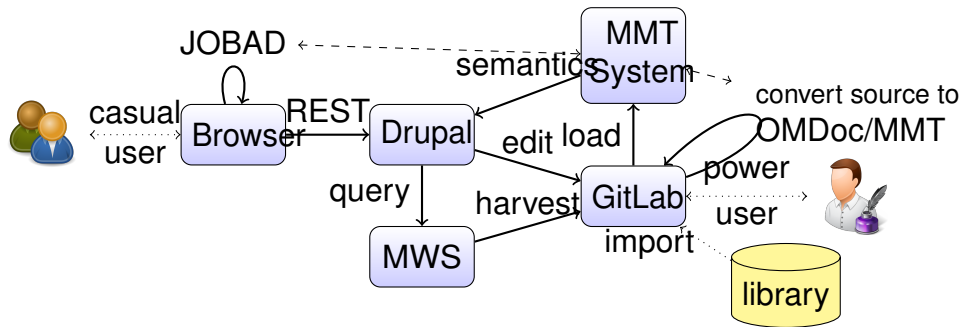 JOBAD
MMT
System
semantics
convert source to
OMDoc/MMT
casual
user
Browser
REST
Drupal
edit
load
power
user
query
harvest
GitLab
import
MWS
library